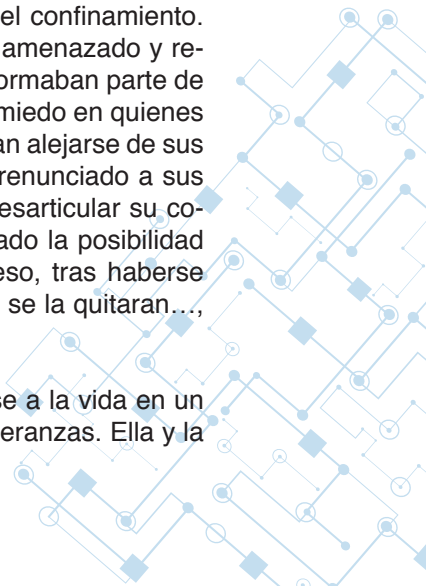 el confinamiento.
amenazado y re-
ormaban parte de
miedo en quienes
an alejarse de sus
renunciado a sus
esarticular su co-
ado la posibilidad
eso, tras haberse
se la quitaran…,
se a la vida en un
eranzas. Ella y la